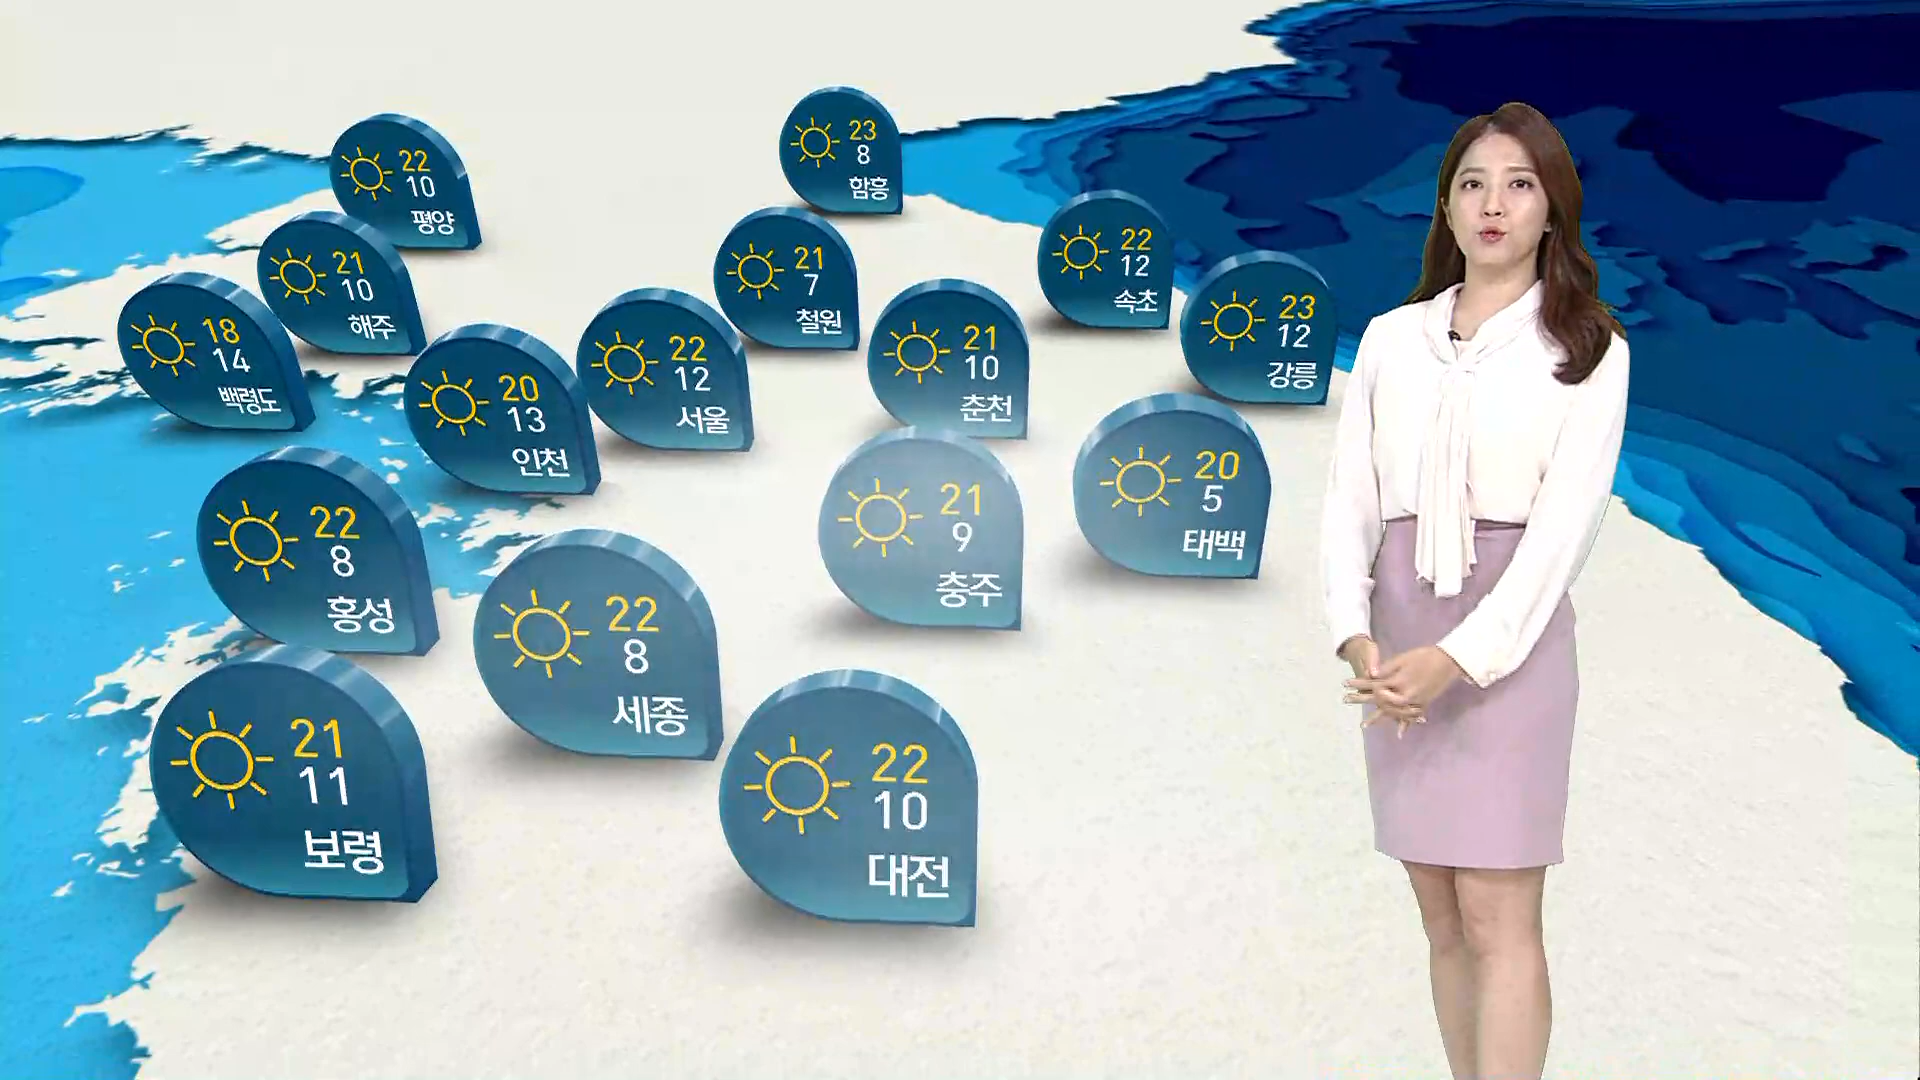 22
10
평양
23
8
함흥
21
10
해주
21
7
철원
22
12
속초
18
14
백령도
20
13
인천
22
12
서울
21
10
춘천
23
12
강릉
22
8
홍성
21
9
충주
20
5
태백
22
8
세종
21
11
보령
22
10
대전